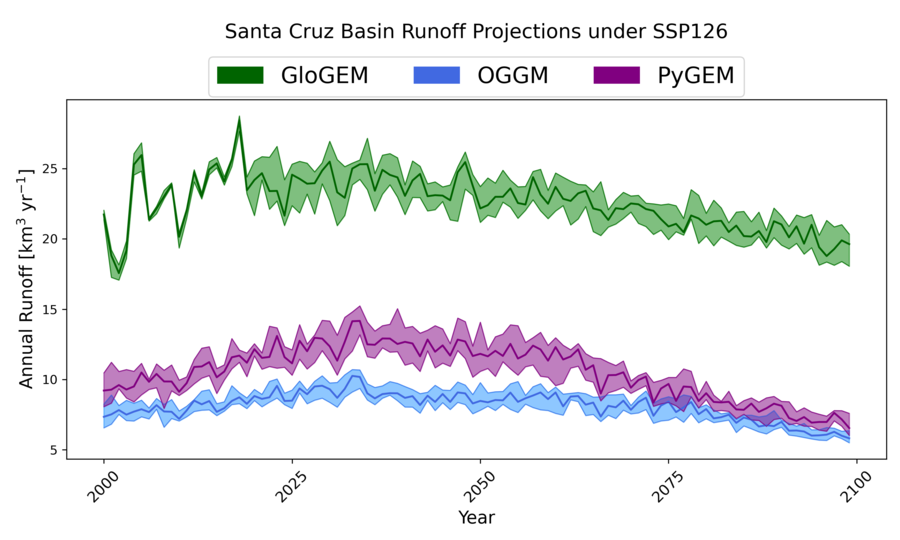 Santa Cruz Basin Runoff Projections under SSP126
GloGEM OGGM PyGEM
Annual Runoff [km³ yr⁻¹]
25
20
15
10
5
2000 2025 2050 2075 2100
Year